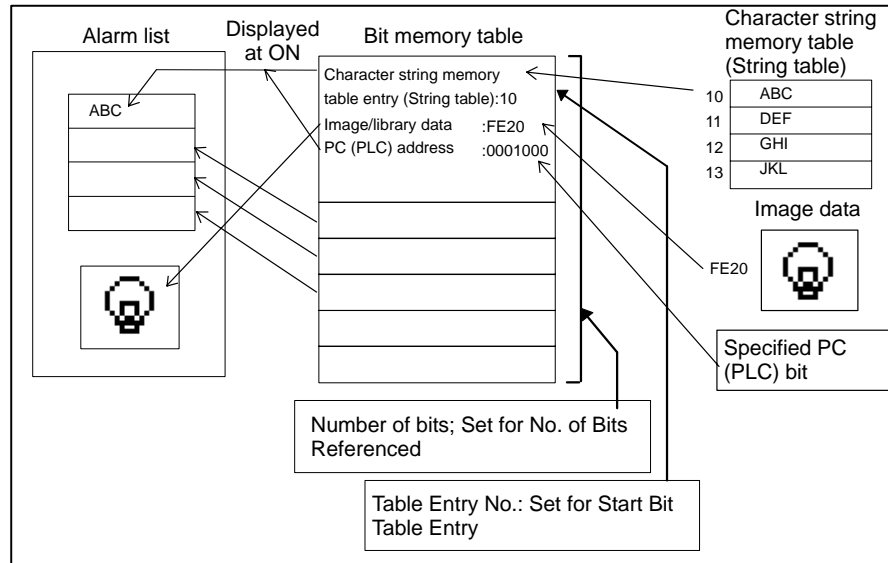 Alarm list
Displayed
at ON
Bit memory table
Character string
memory table
(String table)
ABC
Character string memory
table entry (String table):10
Image/library data :FE20
PC (PLC) address :0001000
10 ABC
11 DEF
12 GHI
13 JKL
Image data
FE20
Specified PC
(PLC) bit
Number of bits; Set for No. of Bits
Referenced
Table Entry No.: Set for Start Bit
Table Entry